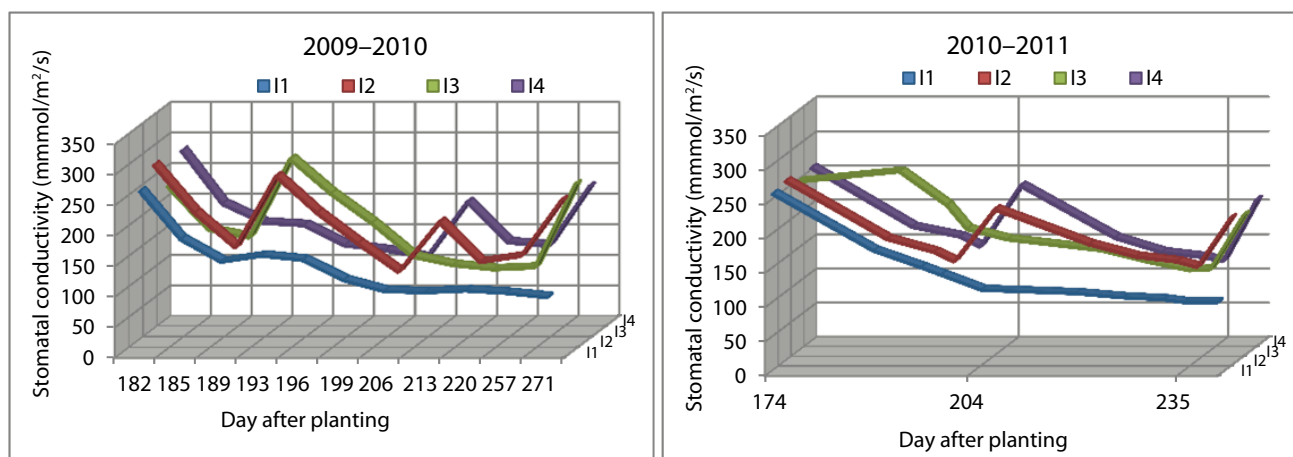 2009–2010
I1 I2 I3 I4
Stomatal conductivity (mmmol/m²/s)
350
300
250
200
150
100
50
0
I4
I3
I2
I1
182 185 189 193 196 199 206 213 220 257 271
Day after planting
2010–2011
I1 I2 I3 I4
Stomatal conductivity (mmmol/m²/s)
350
300
250
200
150
100
50
0
I4
I3
I2
I1
174 204 235
Day after planting